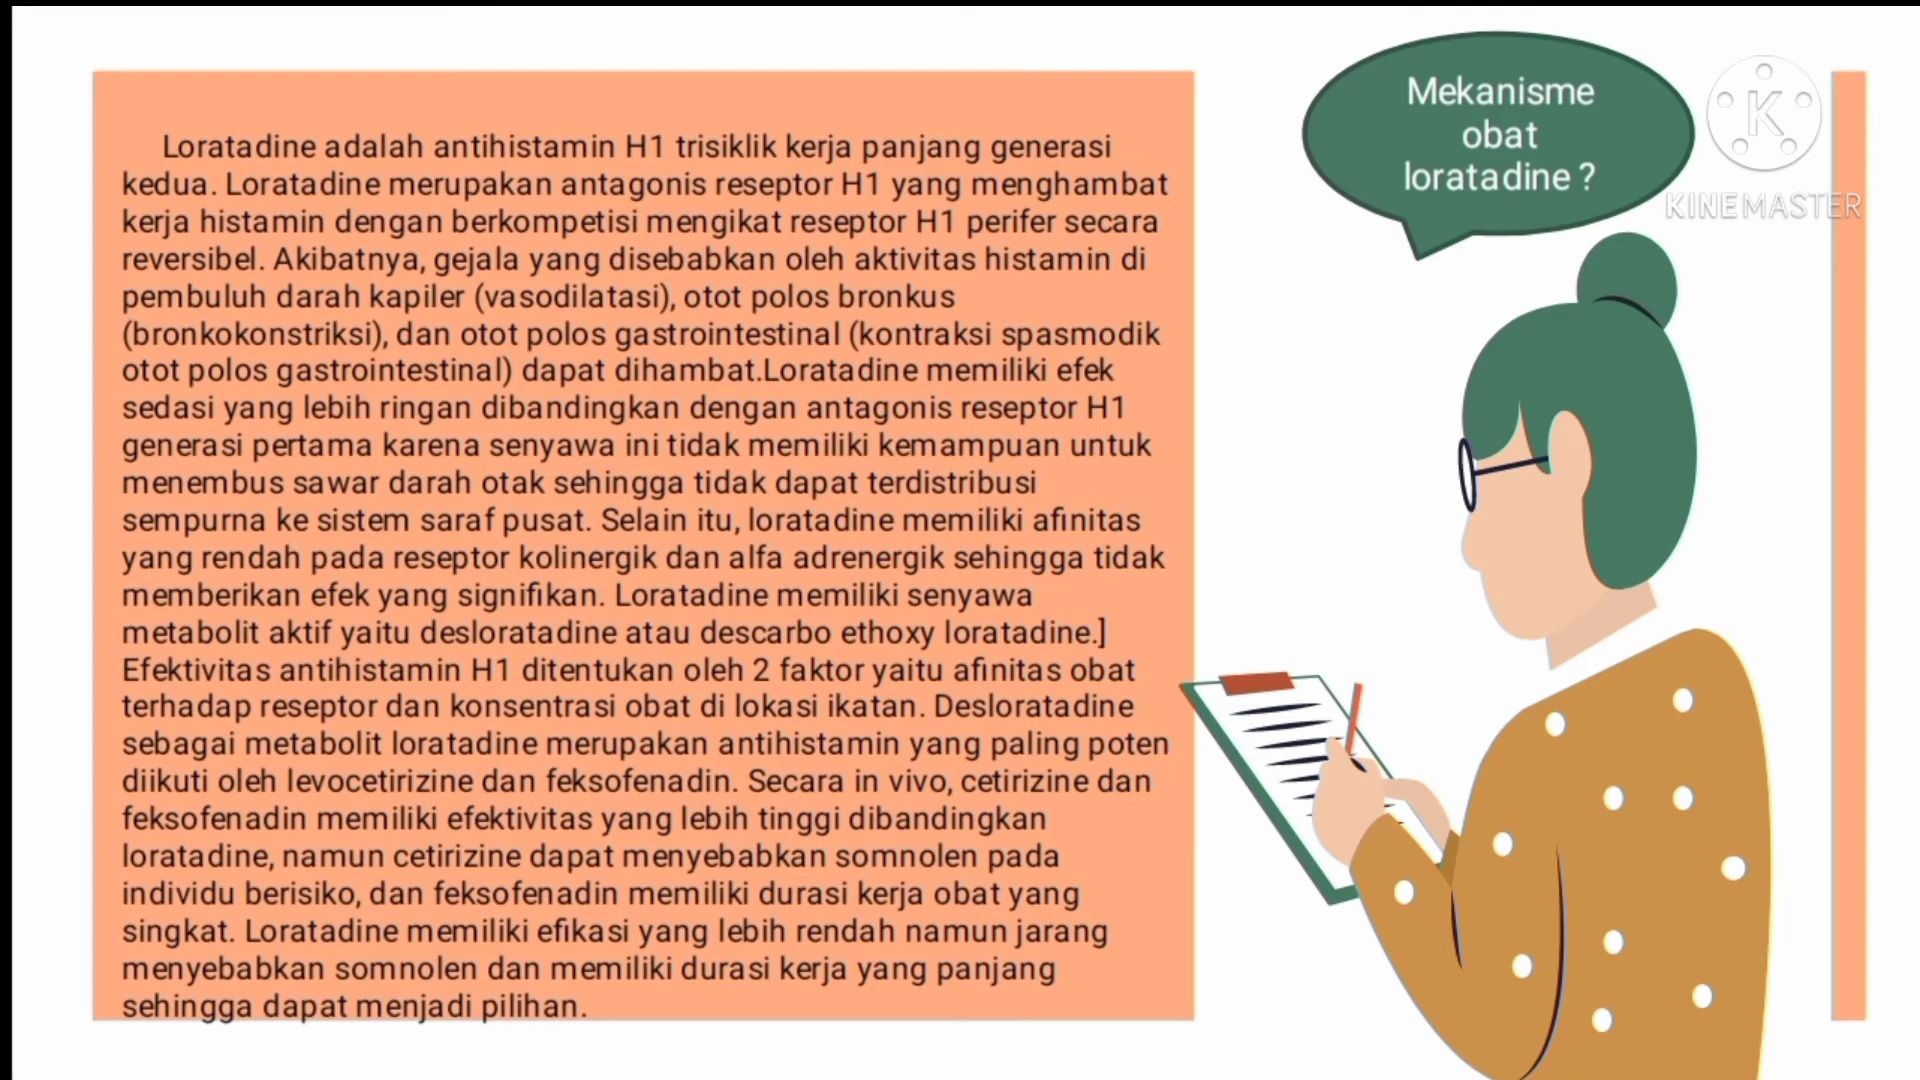 Loratadine adalah antihistamin H1 trisiklik kerja panjang generasi
kedua. Loratadine merupakan antagonis reseptor H1 yang menghambat
kerja histamin dengan berkompetisi mengikat reseptor H1 perifer secara
reversibel. Akibatnya, gejala yang disebabkan oleh aktivitas histamin di
pembuluh darah kapiler (vasodilatasi), otot polos bronkus
(bronkokonstriksi), dan otot polos gastrointestinal (kontraksi spasmodik
otot polos gastrointestinal) dapat dihambat.Loratadine memiliki efek
sedasi yang lebih ringan dibandingkan dengan antagonis reseptor H1
generasi pertama karena senyawa ini tidak memiliki kemampuan untuk
menembus sawar darah otak sehingga tidak dapat terdistribusi
sempurna ke sistem saraf pusat. Selain itu, loratadine memiliki afinitas
yang rendah pada reseptor kolinergik dan alfa adrenergik sehingga tidak
memberikan efek yang signifikan. Loratadine memiliki senyawa
metabolit aktif yaitu desloratadine atau descarbo ethoxy loratadine.]
Efektivitas antihistamin H1 ditentukan oleh 2 faktor yaitu afinitas obat
terhadap reseptor dan konsentrasi obat di lokasi ikatan. Desloratadine
sebagai metabolit loratadine merupakan antihistamin yang paling poten
diikuti oleh levocetirizine dan feksofenadin. Secara in vivo, cetirizine dan
feksofenadin memiliki efektivitas yang lebih tinggi dibandingkan
loratadine, namun cetirizine dapat menyebabkan somnolen pada
individu berisiko, dan feksofenadin memiliki durasi kerja obat yang
singkat. Loratadine memiliki efikasi yang lebih rendah namun jarang
menyebabkan somnolen dan memiliki durasi kerja yang panjang
sehingga dapat menjadi pilihan.
Mekanisme
obat
loratadine ?
K
KINEMASTER